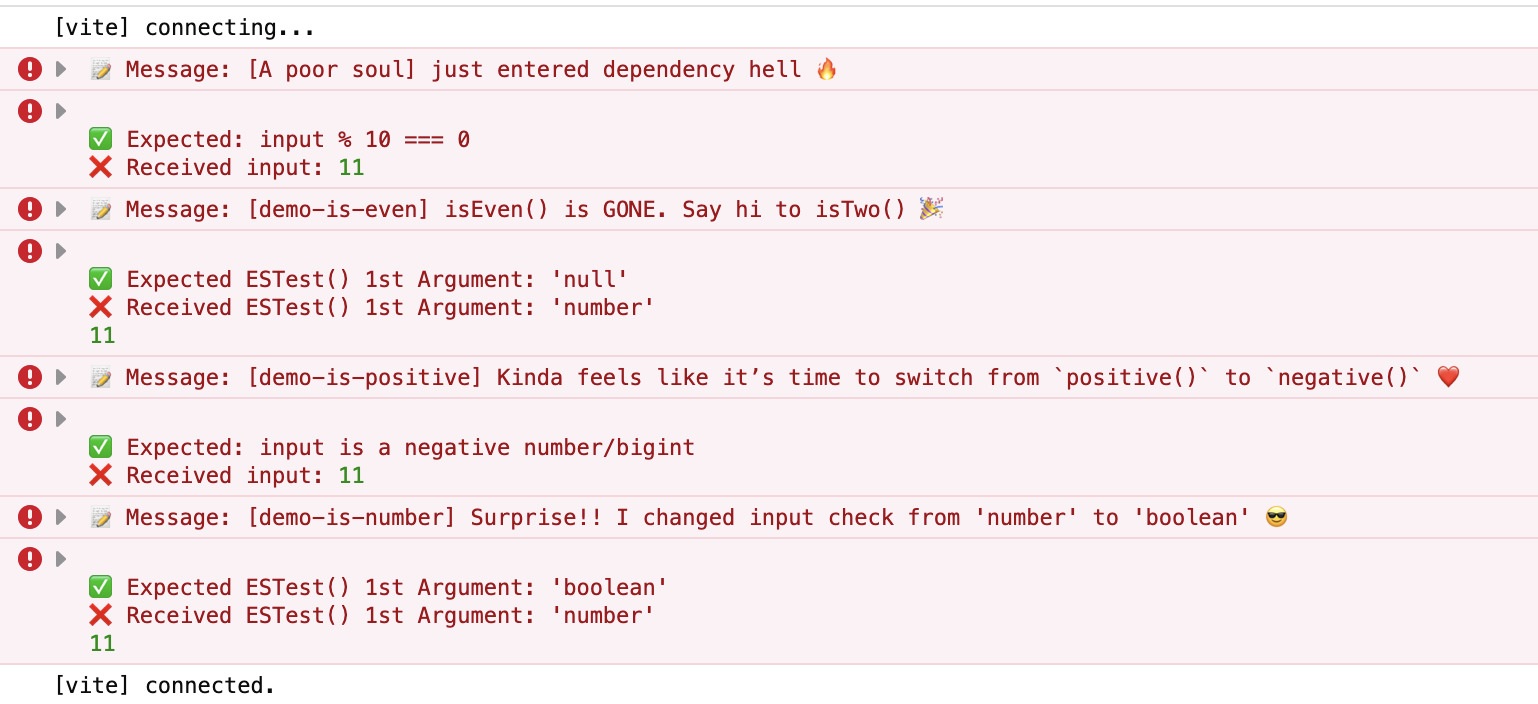 [vite] connecting...
📝 Message: [A poor soul] just entered dependency hell 🔥
✅ Expected: input % 10 === 0
❌ Received input: 11
📝 Message: [demo-is-even] isEven() is GONE. Say hi to isTwo() 🎉
✅ Expected ESTest() 1st Argument: 'null'
❌ Received ESTest() 1st Argument: 'number'
11
📝 Message: [demo-is-positive] Kinda feels like it’s time to switch from `positive()` to `negative()` ❤️
✅ Expected: input is a negative number/bigint
❌ Received input: 11
📝 Message: [demo-is-number] Surprise!! I changed input check from 'number' to 'boolean' 😎
✅ Expected ESTest() 1st Argument: 'boolean'
❌ Received ESTest() 1st Argument: 'number'
11
[vite] connected.